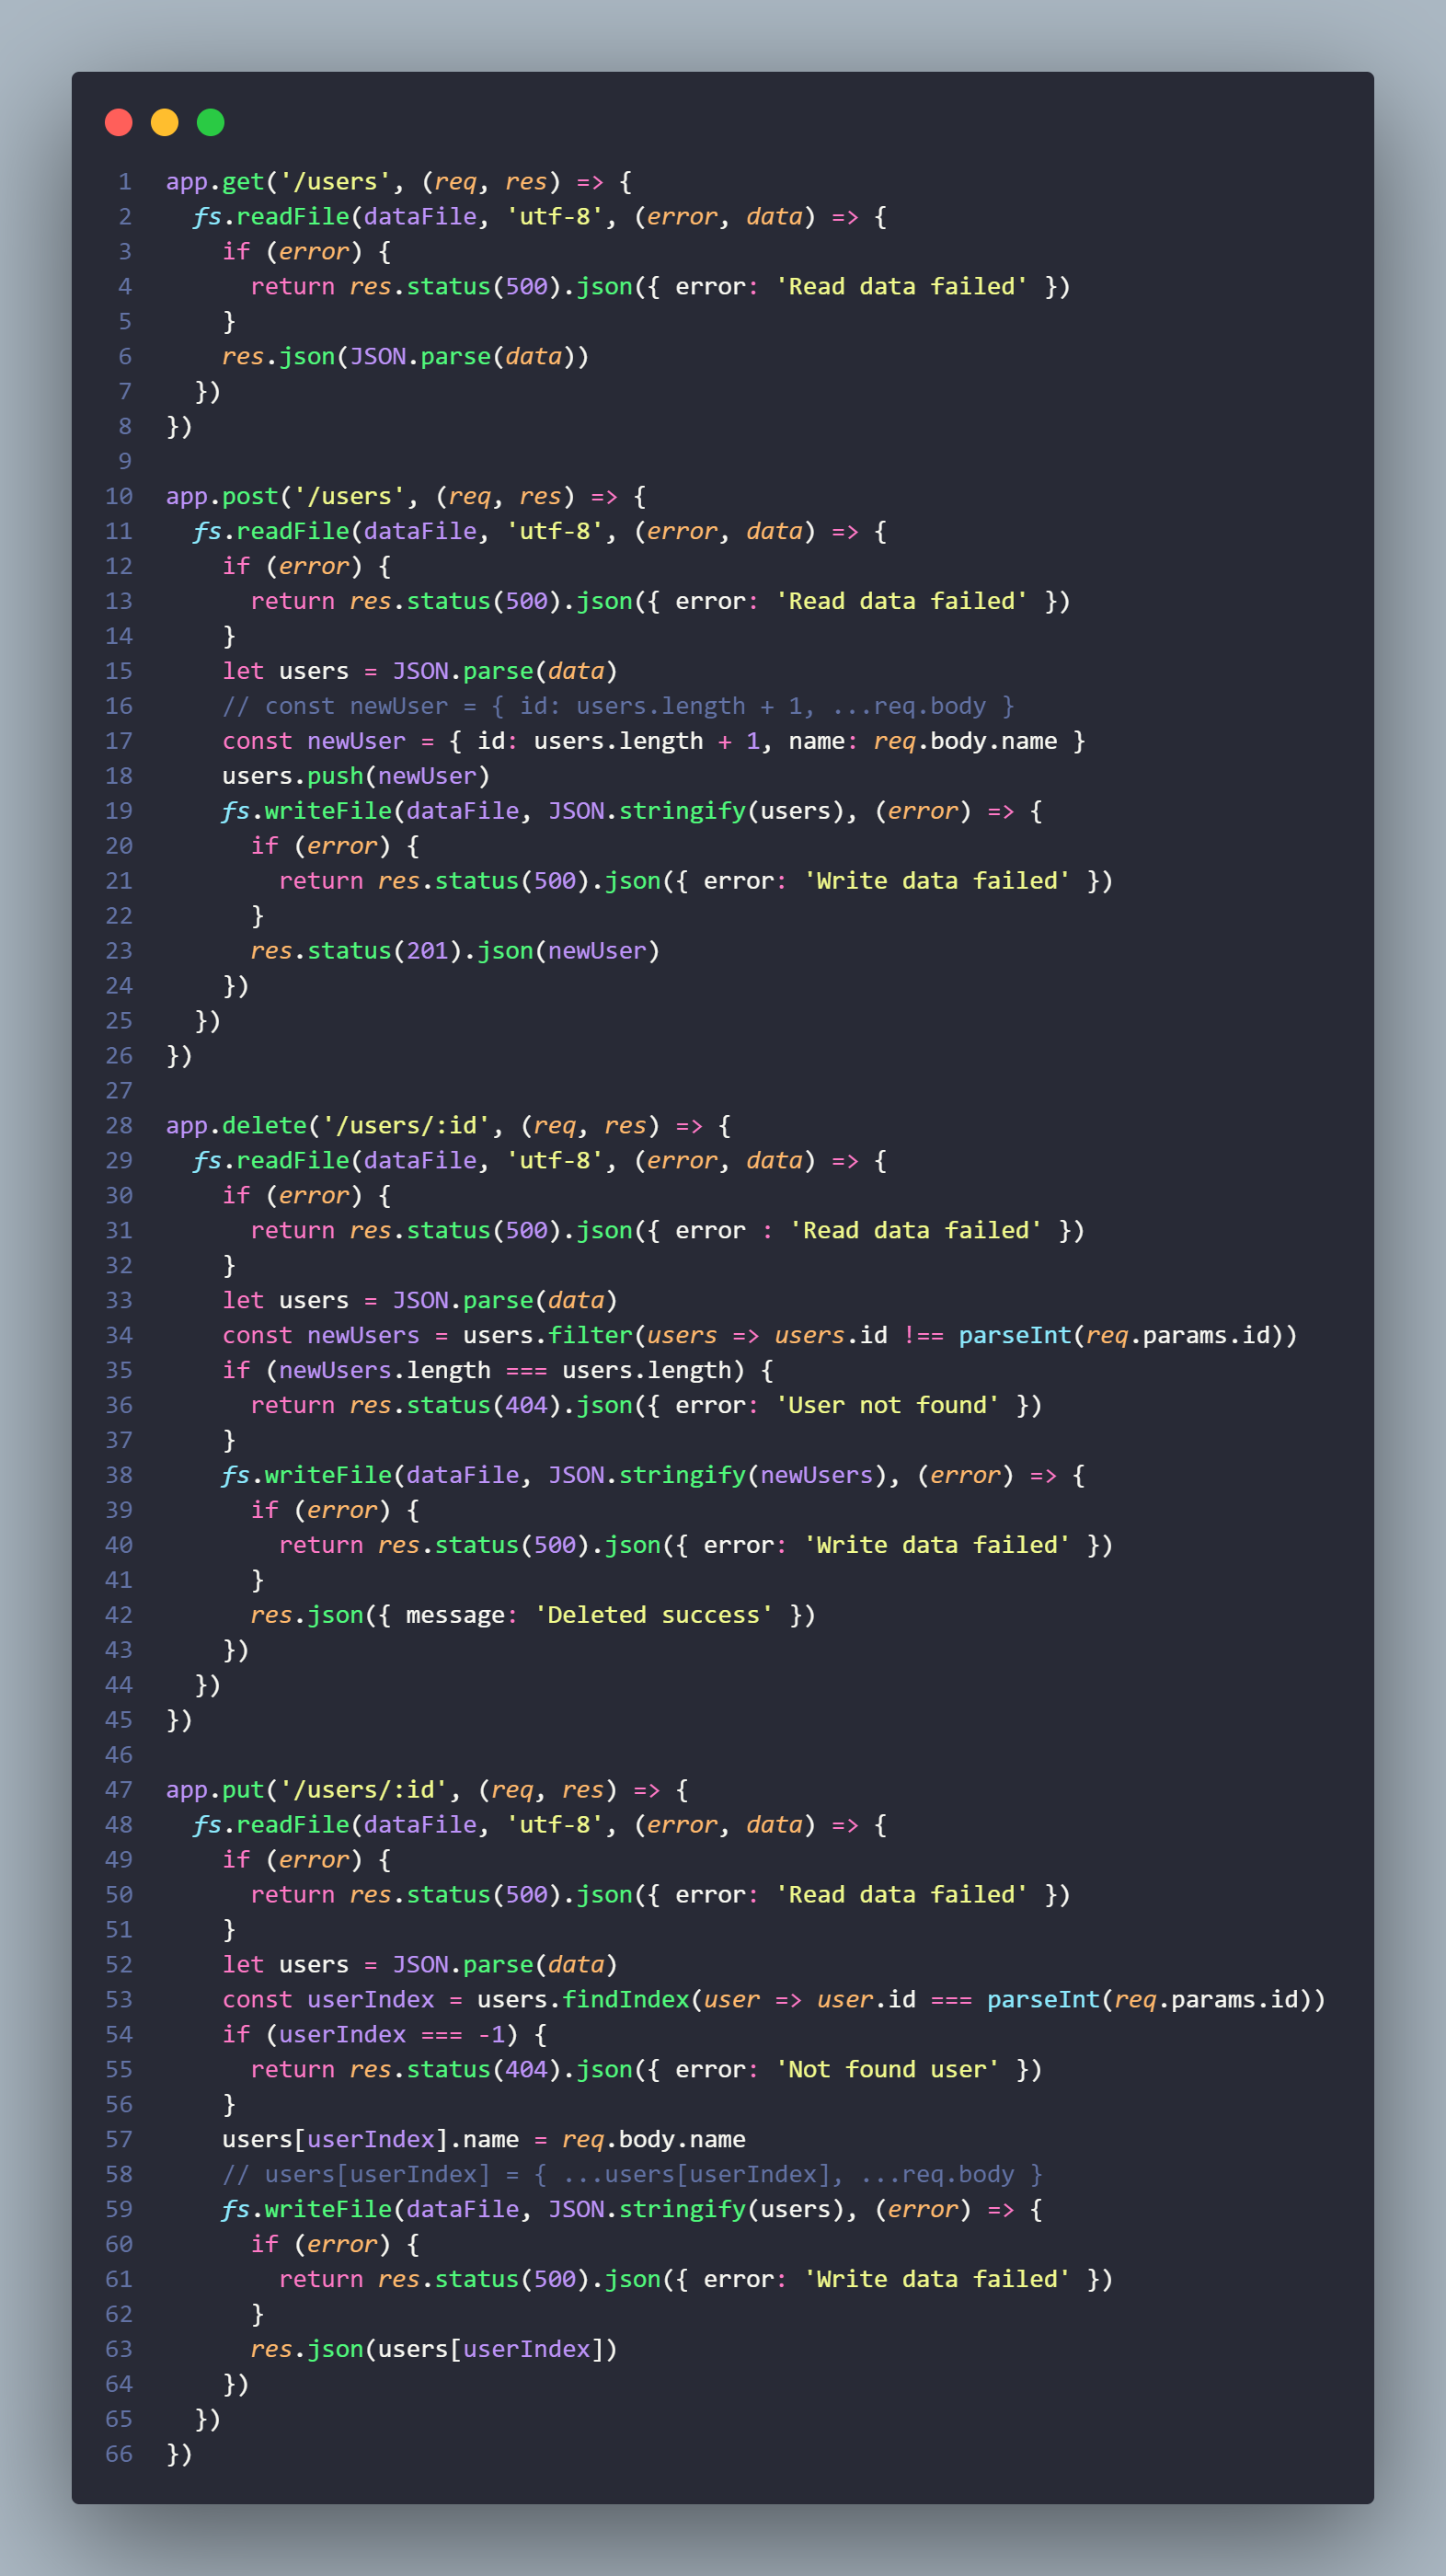 1 app.get('/users', (req, res) => {
2   fs.readFile(dataFile, 'utf-8', (error, data) => {
3     if (error) {
4       return res.status(500).json({ error: 'Read data failed' })
5     }
6     res.json(JSON.parse(data))
7   })
8 })
9
10 app.post('/users', (req, res) => {
11   fs.readFile(dataFile, 'utf-8', (error, data) => {
12     if (error) {
13       return res.status(500).json({ error: 'Read data failed' })
14     }
15     let users = JSON.parse(data)
16     // const newUser = { id: users.length + 1, ...req.body }
17     const newUser = { id: users.length + 1, name: req.body.name }
18     users.push(newUser)
19     fs.writeFile(dataFile, JSON.stringify(users), (error) => {
20       if (error) {
21         return res.status(500).json({ error: 'Write data failed' })
22       }
23       res.status(201).json(newUser)
24     })
25   })
26 })
27
28 app.delete('/users/:id', (req, res) => {
29   fs.readFile(dataFile, 'utf-8', (error, data) => {
30     if (error) {
31       return res.status(500).json({ error : 'Read data failed' })
32     }
33     let users = JSON.parse(data)
34     const newUsers = users.filter(users => users.id !== parseInt(req.params.id))
35     if (newUsers.length === users.length) {
36       return res.status(404).json({ error: 'User not found' })
37     }
38     fs.writeFile(dataFile, JSON.stringify(newUsers), (error) => {
39       if (error) {
40         return res.status(500).json({ error: 'Write data failed' })
41       }
42       res.json({ message: 'Deleted success' })
43     })
44   })
45 })
46
47 app.put('/users/:id', (req, res) => {
48   fs.readFile(dataFile, 'utf-8', (error, data) => {
49     if (error) {
50       return res.status(500).json({ error: 'Read data failed' })
51     }
52     let users = JSON.parse(data)
53     const userIndex = users.findIndex(user => user.id === parseInt(req.params.id))
54     if (userIndex === -1) {
55       return res.status(404).json({ error: 'Not found user' })
56     }
57     users[userIndex].name = req.body.name
58     // users[userIndex] = { ...users[userIndex], ...req.body }
59     fs.writeFile(dataFile, JSON.stringify(users), (error) => {
60       if (error) {
61         return res.status(500).json({ error: 'Write data failed' })
62       }
63       res.json(users[userIndex])
64     })
65   })
66 })